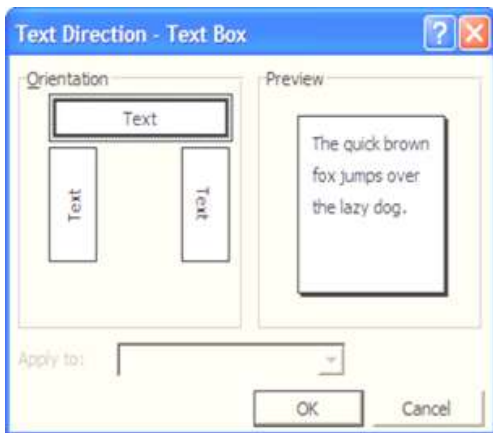 Text Direction - Text Box
Orientation
Preview
Text
Text
Text
The quick brown
fox jumps over
the lazy dog.
Apply to:
OK
Cancel